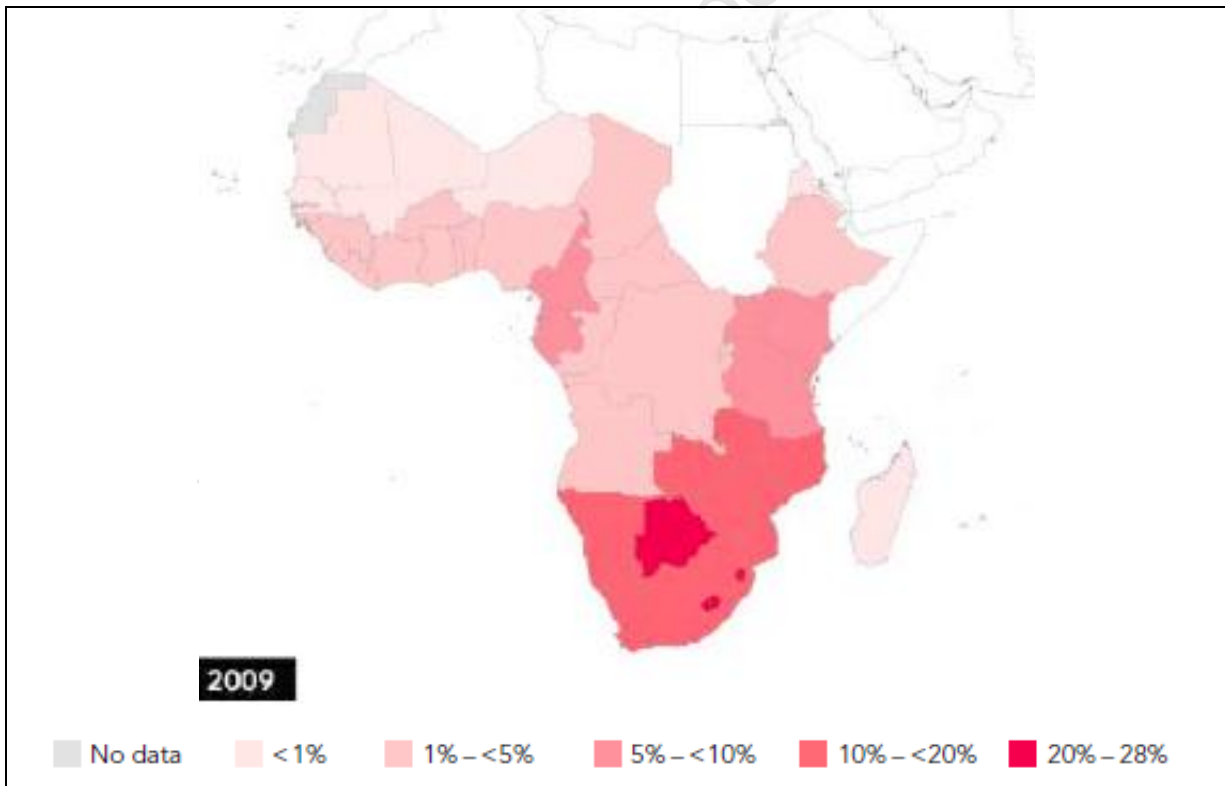 2009
No data <1% 1% – <5% 5% – <10% 10% – <20% 20% – 28%